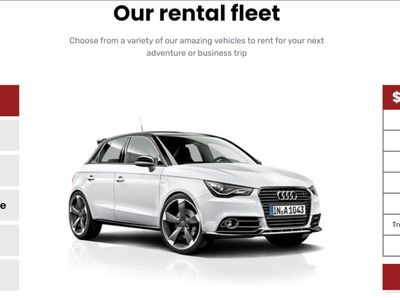 Our rental fleet
Choose from a variety of our amazing vehicles to rent for your next
adventure or business trip
$
e
IN A1043
Tr